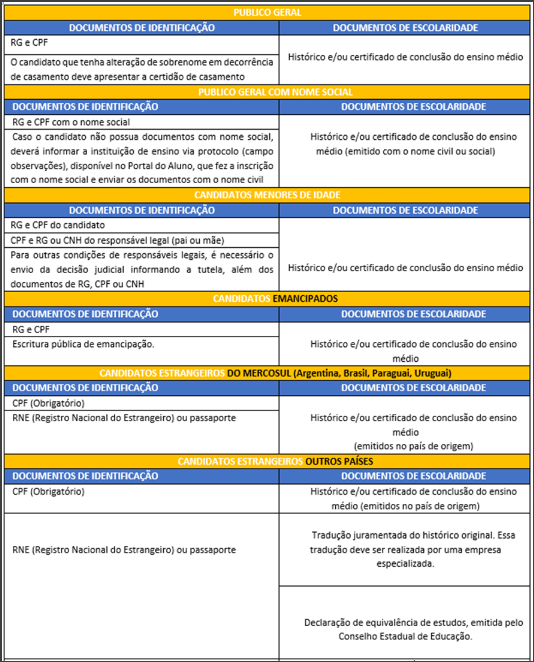 PUBLICO GERAL
DOCUMENTOS DE IDENTIFICAÇÃO
DOCUMENTOS DE ESCOLARIDADE
RG e CPF
O candidato que tenha alteração de sobrenome em decorrência
de casamento deve apresentar a certidão de casamento
Histórico e/ou certificado de conclusão do ensino médio
PUBLICO GERAL COM NOME SOCIAL
DOCUMENTOS DE IDENTIFICAÇÃO
DOCUMENTOS DE ESCOLARIDADE
RG e CPF com o nome social
Caso o candidato não possua documentos com nome social,
deverá informar a instituição de ensino via protocolo (campo
observações), disponível no Portal do Aluno, que fez a inscrição
com o nome social e enviar os documentos com o nome civil
Histórico e/ou certificado de conclusão do ensino
médio (emitido com o nome civil ou social)
CANDIDATOS MENORES DE IDADE
DOCUMENTOS DE IDENTIFICAÇÃO
DOCUMENTOS DE ESCOLARIDADE
RG e CPF do candidato
CPF e RG ou CNH do responsável legal (pai ou mãe)
Para outras condições de responsáveis legais, é necessário o
envio da decisão judicial informando a tutela, além dos
documentos de RG, CPF ou CNH
Histórico e/ou certificado de conclusão do ensino médio
CANDIDATOS EMANCIPADOS
DOCUMENTOS DE IDENTIFICAÇÃO
DOCUMENTOS DE ESCOLARIDADE
RG e CPF
Escritura pública de emancipação.
Histórico e/ou certificado de conclusão do ensino
médio
CANDIDATOS ESTRANGEIROS DO MERCOSUL (Argentina, Brasil, Paraguai, Uruguai)
DOCUMENTOS DE IDENTIFICAÇÃO
DOCUMENTOS DE ESCOLARIDADE
CPF (Obrigatório)
RNE (Registro Nacional do Estrangeiro) ou passaporte
Histórico e/ou certificado de conclusão do ensino
médio
(emitidos no país de origem)
CANDIDATOS ESTRANGEIROS OUTROS PAÍSES
DOCUMENTOS DE IDENTIFICAÇÃO
DOCUMENTOS DE ESCOLARIDADE
CPF (Obrigatório)
Histórico e/ou certificado de conclusão do ensino
médio (emitidos no país de origem)
RNE (Registro Nacional do Estrangeiro) ou passaporte
Tradução juramentada do histórico original. Essa
tradução deve ser realizada por uma empresa
especializada.
Declaração de equivalência de estudos, emitida pelo
Conselho Estadual de Educação.